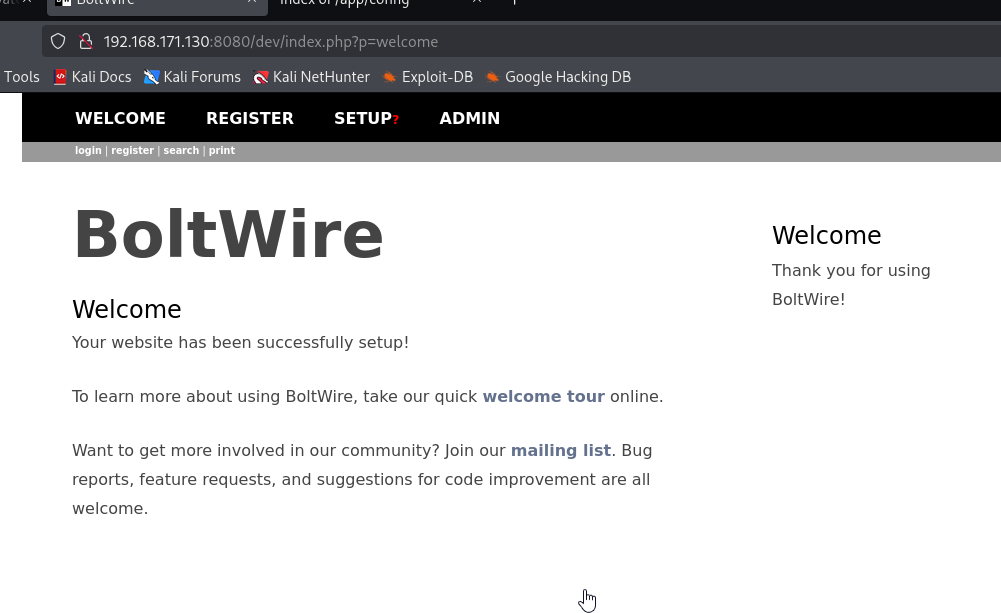 BoltWire
Index of /app/config
192.168.171.130:8080/dev/index.php?p=welcome
Tools Kali Docs Kali Forums Kali NetHunter Exploit-DB Google Hacking DB
WELCOME REGISTER SETUP? ADMIN
login | register | search | print
BoltWire
Welcome
Your website has been successfully setup!
To learn more about using BoltWire, take our quick welcome tour online.
Want to get more involved in our community? Join our mailing list. Bug
reports, feature requests, and suggestions for code improvement are all
welcome.
Welcome
Thank you for using
BoltWire!